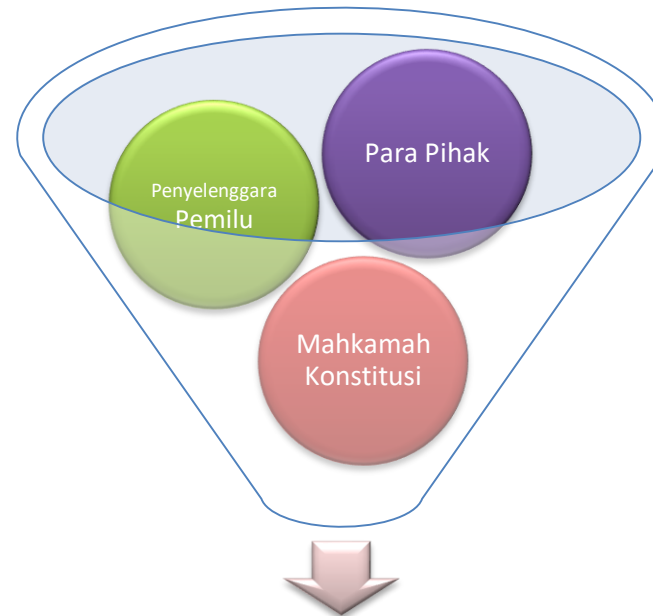 Para Pihak
Penyelenggara
Pemilu
Mahkamah
Konstitusi